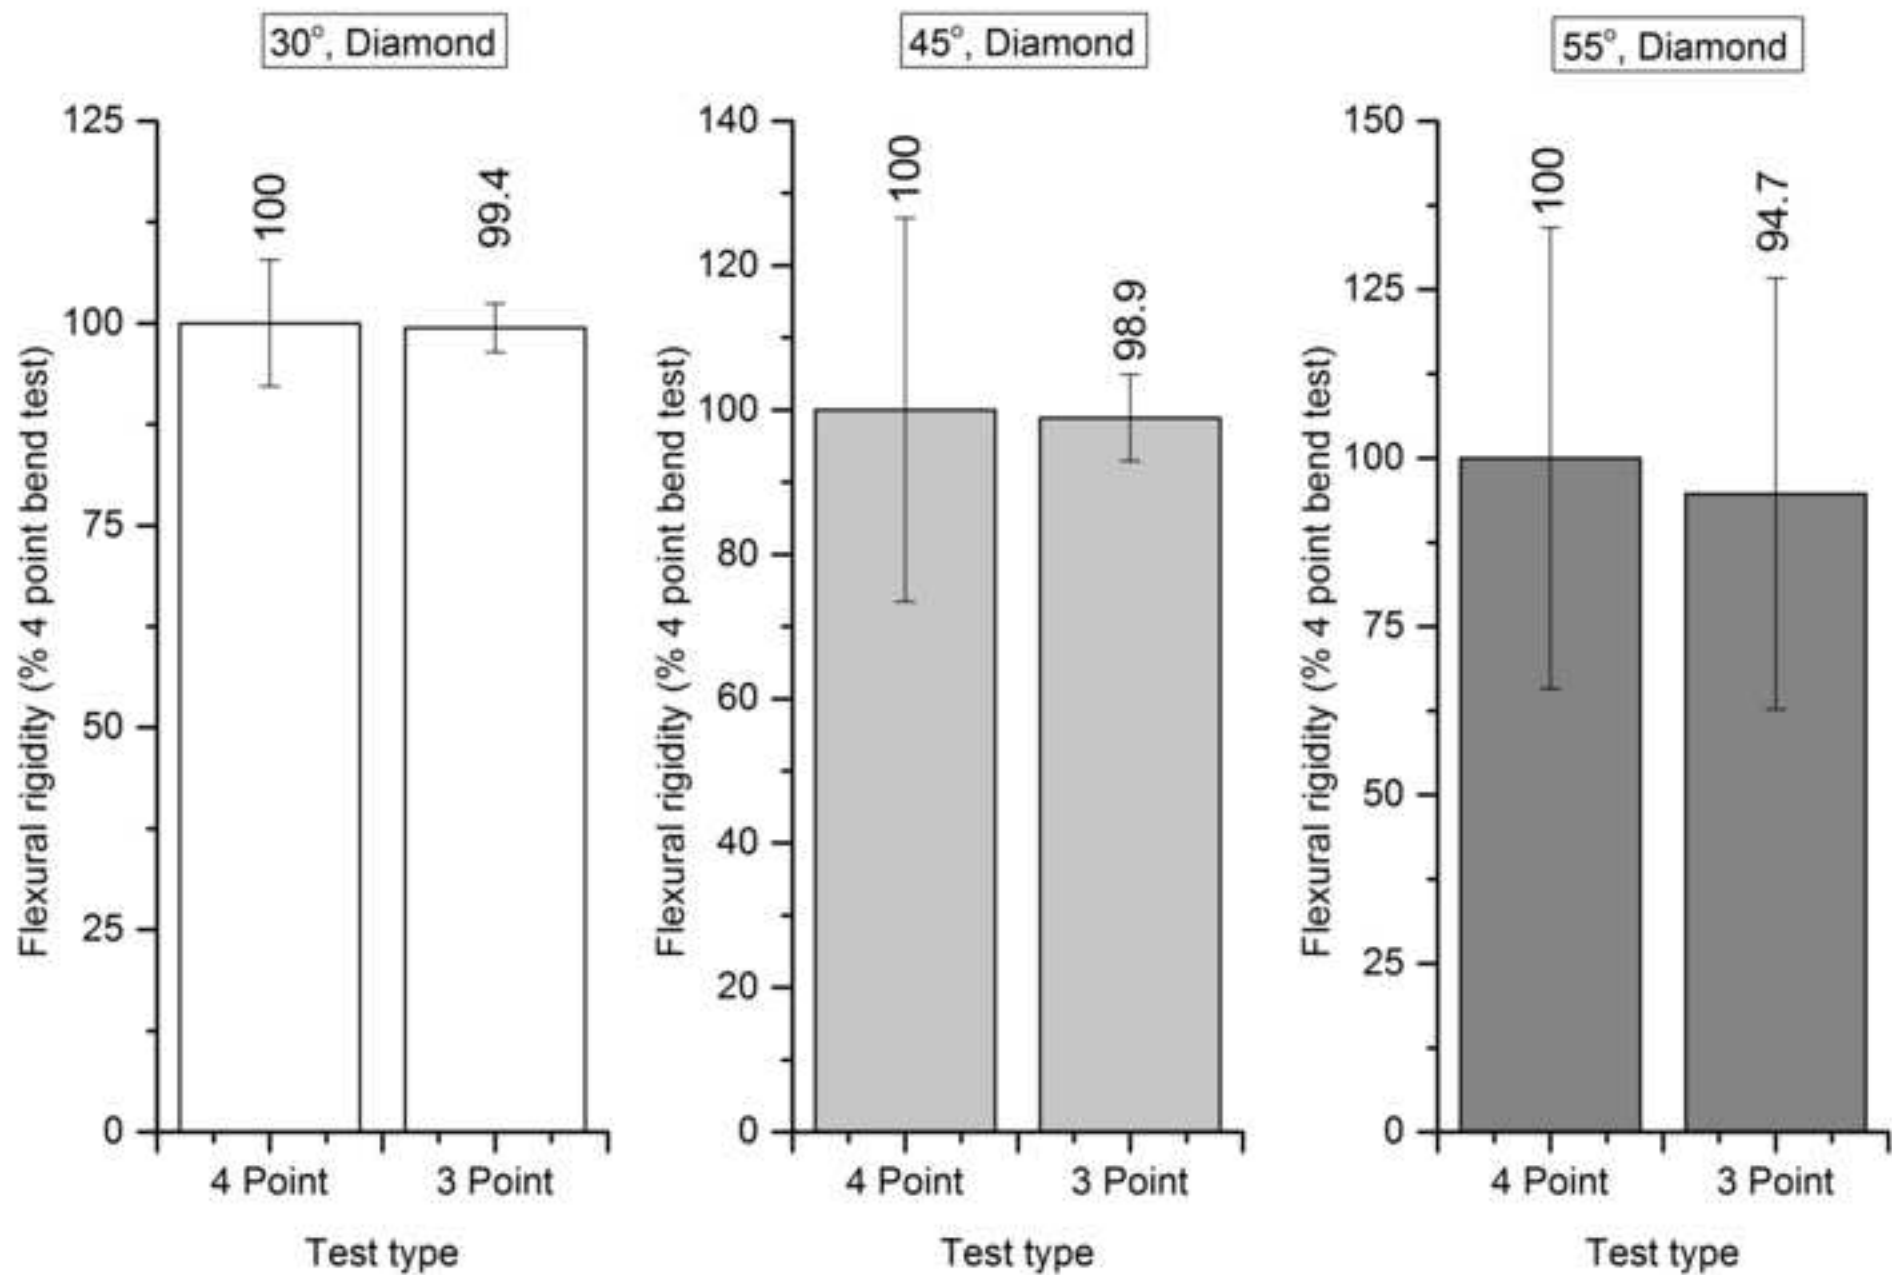 30°, Diamond
125
100
75
50
25
0
Flexural rigidity (% 4 point bend test)
100
99.4
4 Point
3 Point
Test type
45°, Diamond
140
120
100
80
60
40
20
0
Flexural rigidity (% 4 point bend test)
100
98.9
4 Point
3 Point
Test type
55°, Diamond
150
125
100
75
50
25
0
Flexural rigidity (% 4 point bend test)
100
94.7
4 Point
3 Point
Test type